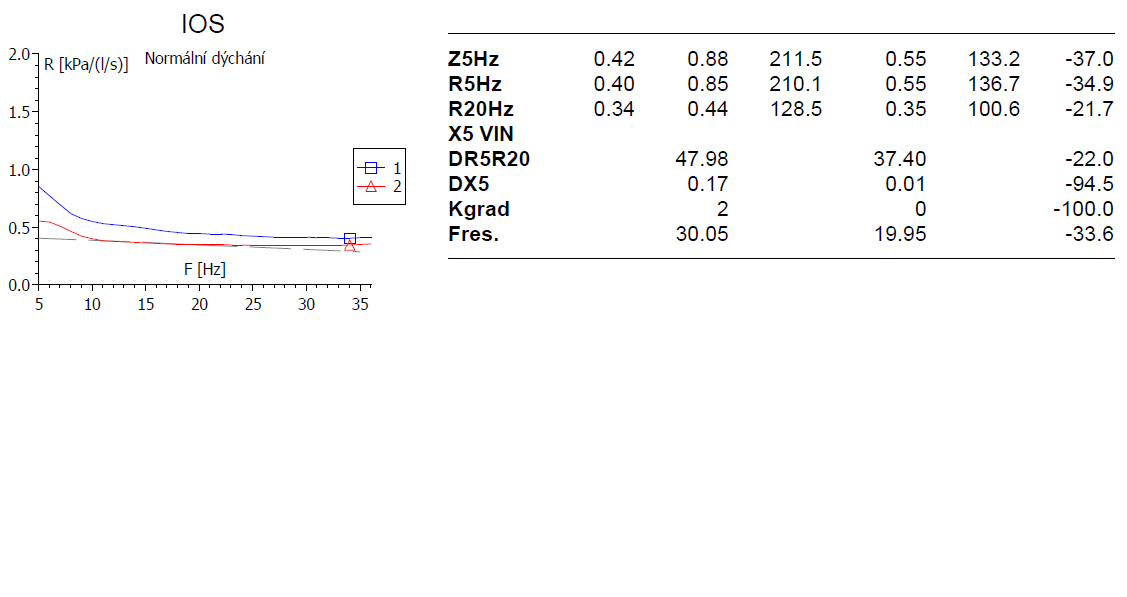 IOS
R [kPa/(l/s)]
Normální dýchání
2.0
1.5
1.0
0.5
0.0
1
2
F [Hz]
5 10 15 20 25 30 35
Z5Hz 0.42 0.88 211.5 0.55 133.2 -37.0
R5Hz 0.40 0.85 210.1 0.55 136.7 -34.9
R20Hz 0.34 0.44 128.5 0.35 100.6 -21.7
X5 VIN
DR5R20 47.98 37.40 -22.0
DX5 0.17 0.01 -94.5
Kgrad 2 0 -100.0
Fres. 30.05 19.95 -33.6